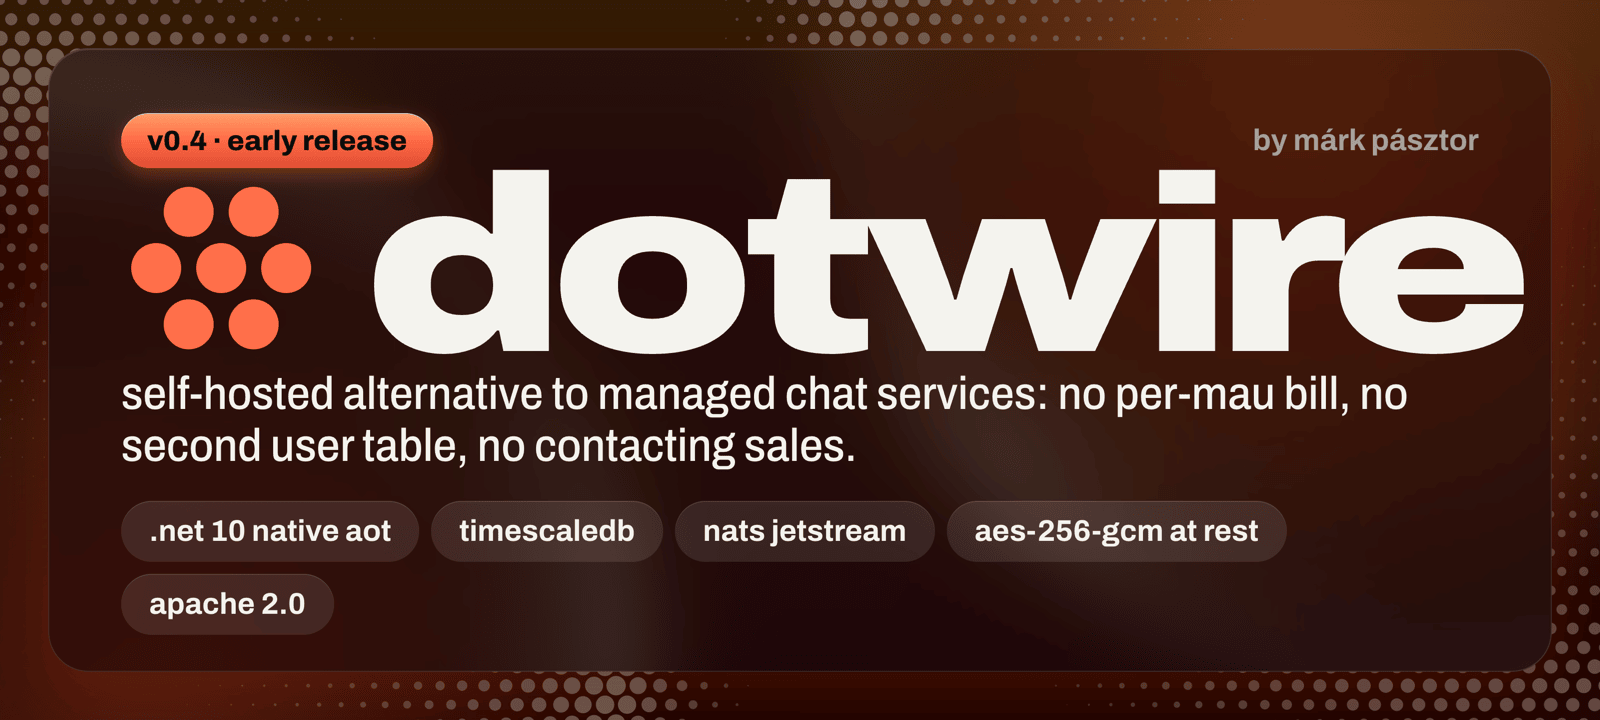 v0.4 · early release
by márk pásztor
dotwire
self-hosted alternative to managed chat services: no per-mau bill, no
second user table, no contacting sales.
.net 10 native aot
timescaledb
nats jetstream
aes-256-gcm at rest
apache 2.0